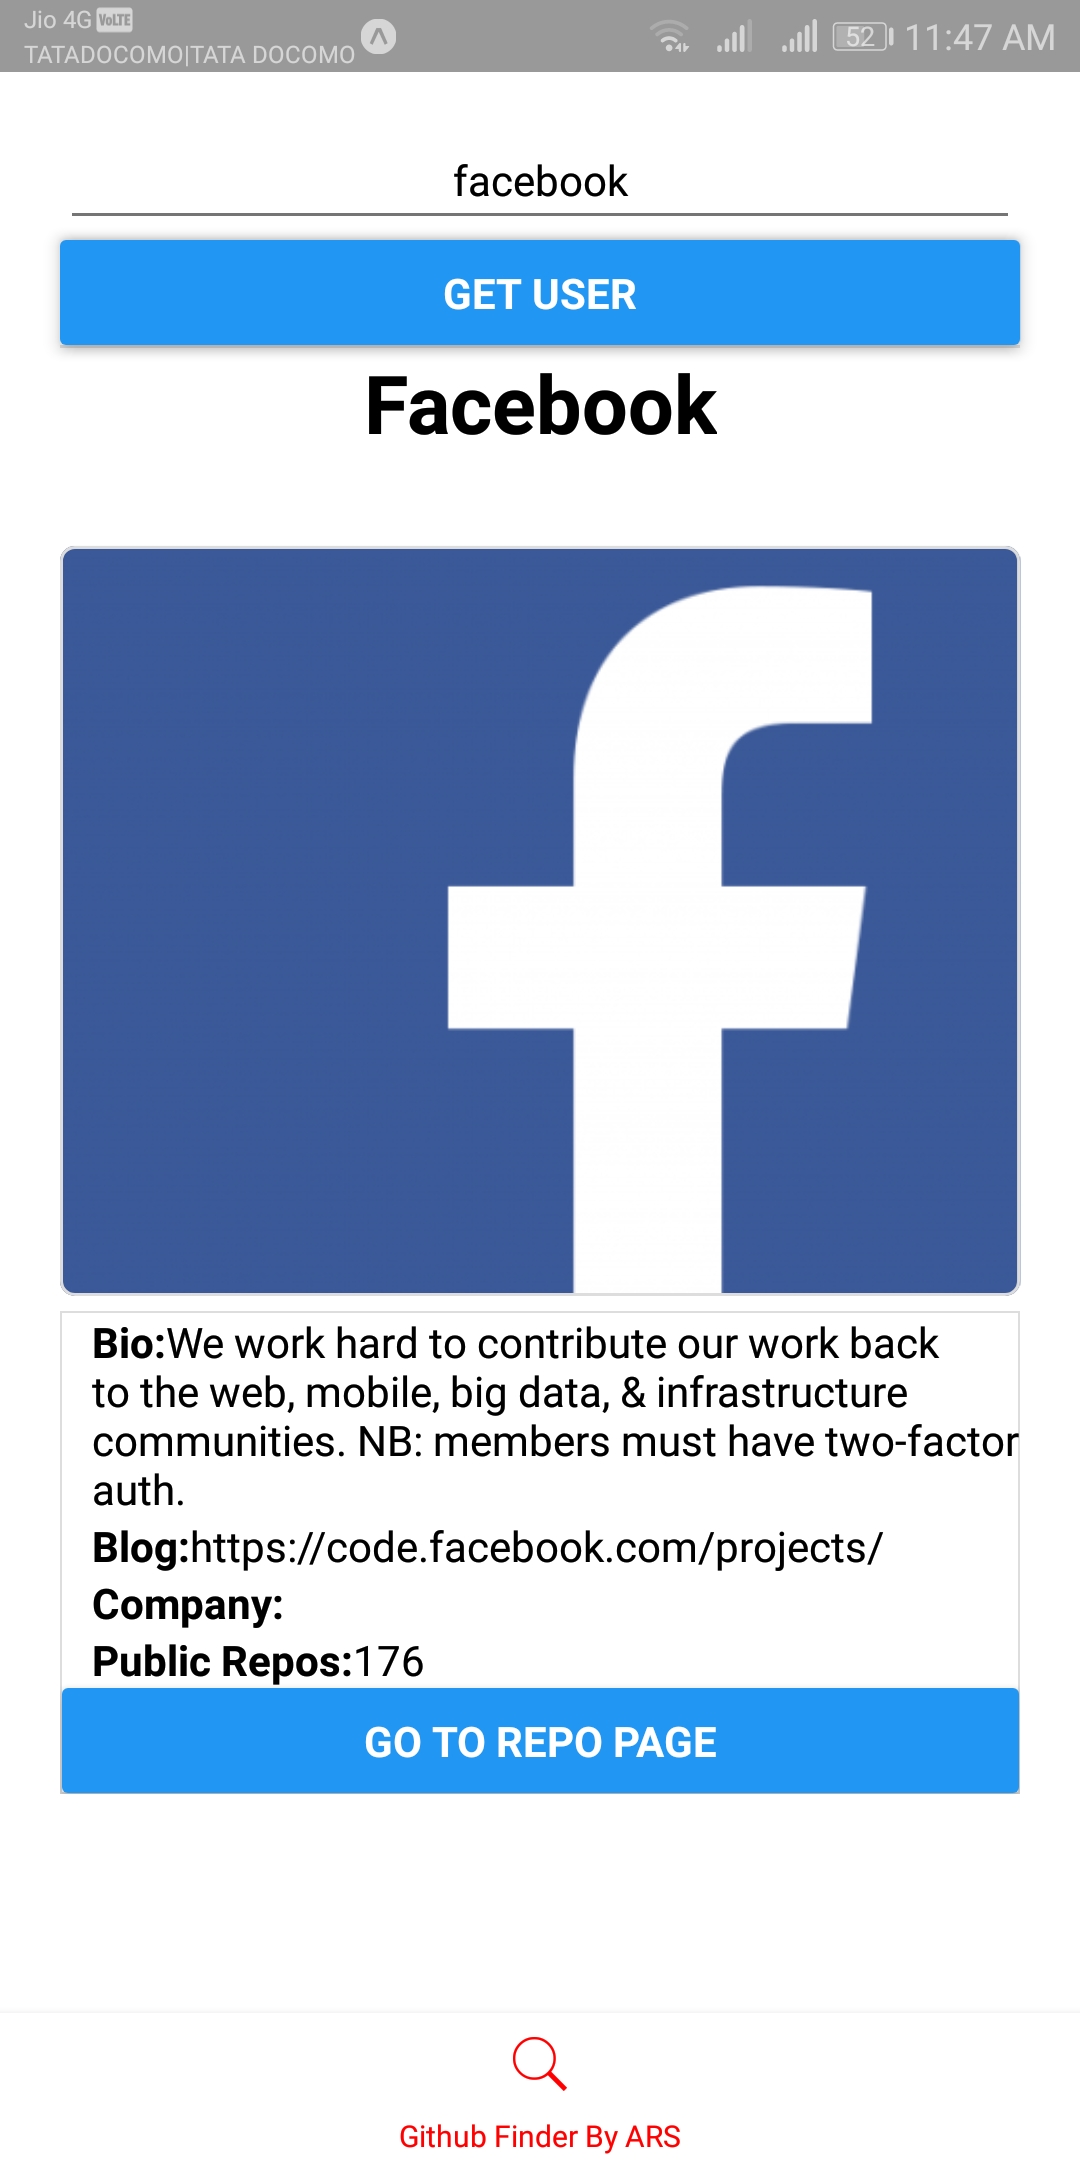 Jio 4G VoLTE
TATADOCOMO|TATA DOCOMO
52 11:47 AM
facebook
GET USER
Facebook
f
Bio:We work hard to contribute our work back
to the web, mobile, big data, & infrastructure
communities. NB: members must have two-factor
auth.
Blog:https://code.facebook.com/projects/
Company:
Public Repos:176
GO TO REPO PAGE
Github Finder By ARS